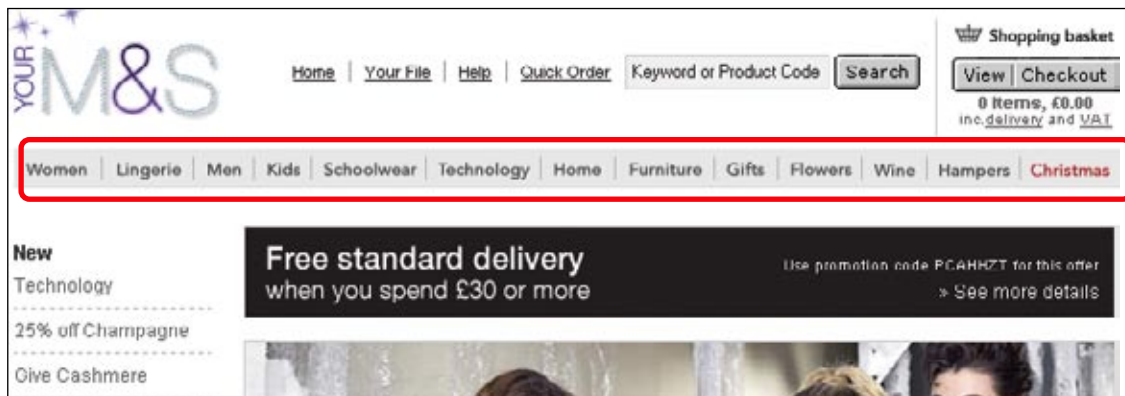 YOUR M&S
Home | Your File | Help | Quick Order
Keyword or Product Code Search
Shopping basket
View | Checkout
0 Items, £0.00
inc. delivery and VAT
Women | Lingerie | Men | Kids | Schoolwear | Technology | Home | Furniture | Gifts | Flowers | Wine | Hampers | Christmas
New
Technology
25% off Champagne
Give Cashmere
Free standard delivery
when you spend £30 or more
Use promotion code PCAHHZT for this offer
» See more details